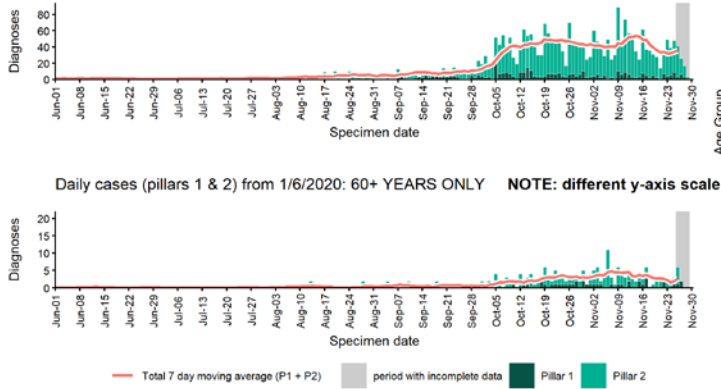 Diagnoses
80
60
40
20
0
Jun-01 Jun-08 Jun-15 Jun-22 Jun-29 Jul-06 Jul-13 Jul-20 Jul-27 Aug-03 Aug-10 Aug-17 Aug-24 Aug-31 Sep-07 Sep-14 Sep-21 Sep-28 Oct-05 Oct-12 Oct-19 Oct-26 Nov-02 Nov-09 Nov-16 Nov-23 Nov-30
Specimen date
Age Group
Daily cases (pillars 1 & 2) from 1/6/2020: 60+ YEARS ONLY NOTE: different y-axis scale
Diagnoses
20
15
10
5
0
Jun-01 Jun-08 Jun-15 Jun-22 Jun-29 Jul-06 Jul-13 Jul-20 Jul-27 Aug-03 Aug-10 Aug-17 Aug-24 Aug-31 Sep-07 Sep-14 Sep-21 Sep-28 Oct-05 Oct-12 Oct-19 Oct-26 Nov-02 Nov-09 Nov-16 Nov-23 Nov-30
Specimen date
Total 7 day moving average (P1 + P2) period with incomplete data Pillar 1 Pillar 2